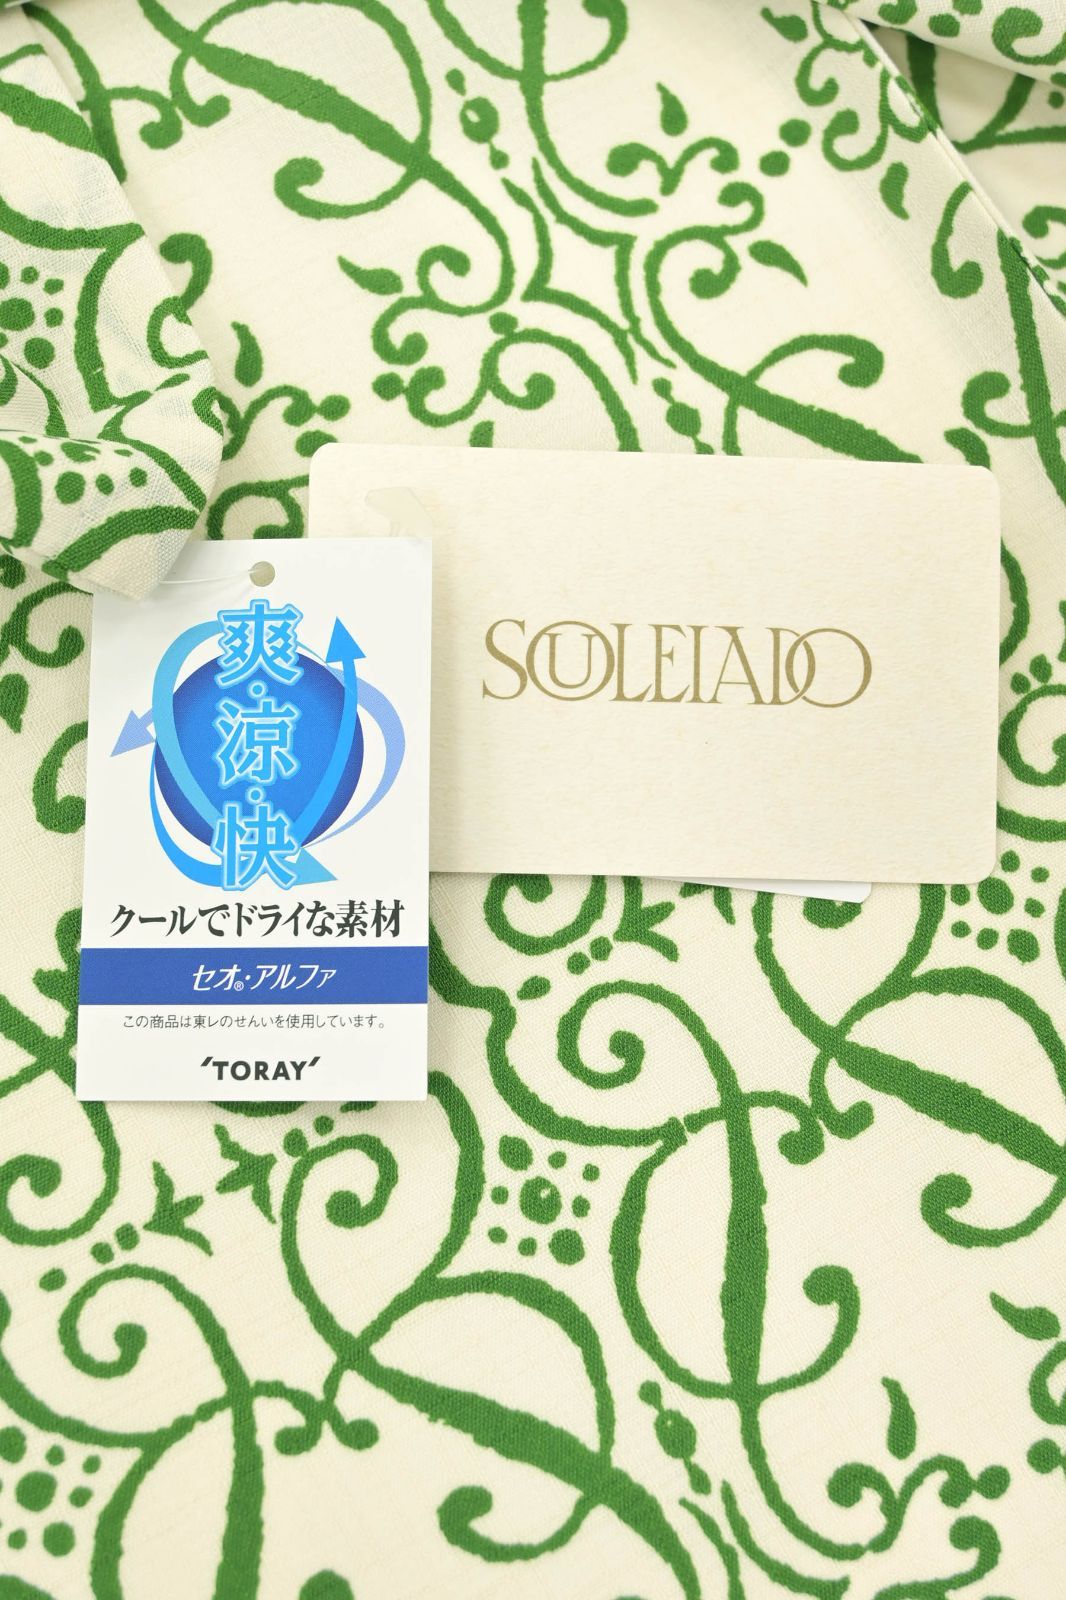 SOULEIADO
爽・涼・快
クールでドライな素材
セオ®・アルファ
この商品は東レのせんいを使用しています。
'TORAY'